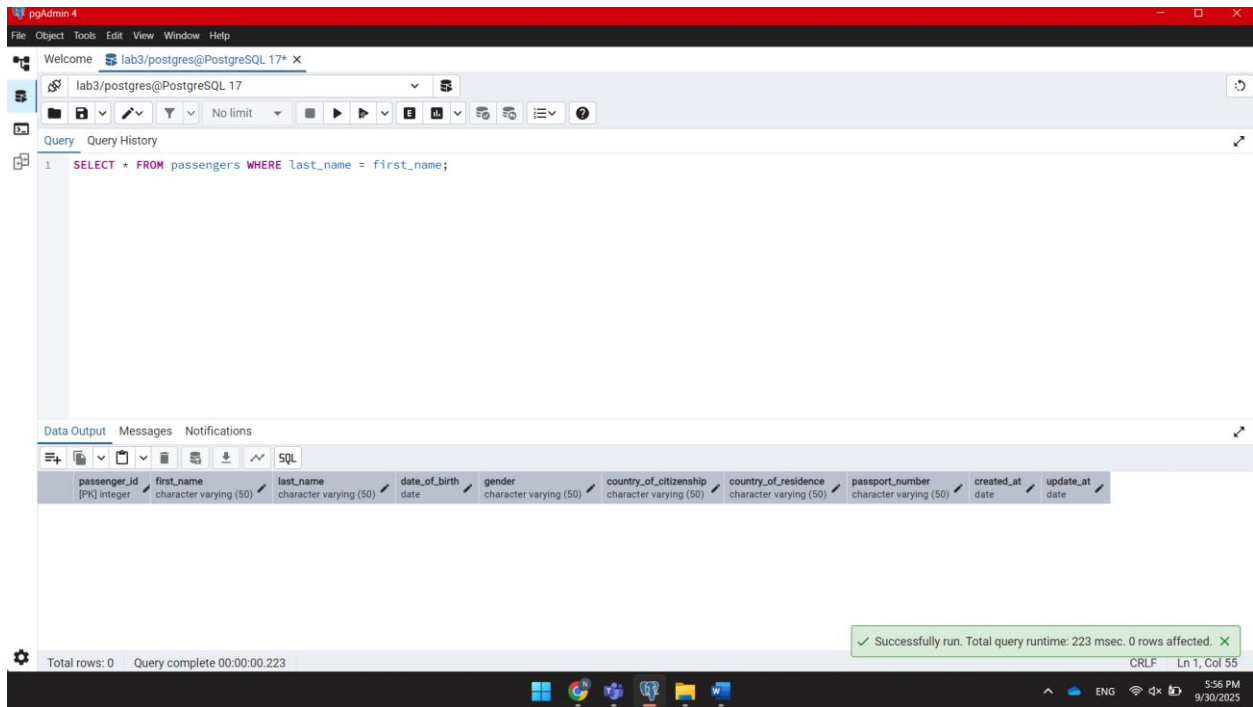 pgAdmin 4
File Object Tools Edit View Window Help
Welcome lab3/postgres@PostgreSQL 17* X
lab3/postgres@PostgreSQL 17
No limit
Query Query History
1 SELECT * FROM passengers WHERE last_name = first_name;
Data Output Messages Notifications
SQL
passenger_id first_name last_name date_of_birth gender country_of_citizenship country_of_residence passport_number created_at update_at
[PK] integer character varying (50) character varying (50) date character varying (50) character varying (50) character varying (50) character varying (50) date date
Successfully run. Total query runtime: 223 msec. 0 rows affected. X
Total rows: 0 Query complete 00:00:00.223 CRLF Ln 1, Col 55
ENG 5:56 PM
9/30/2025